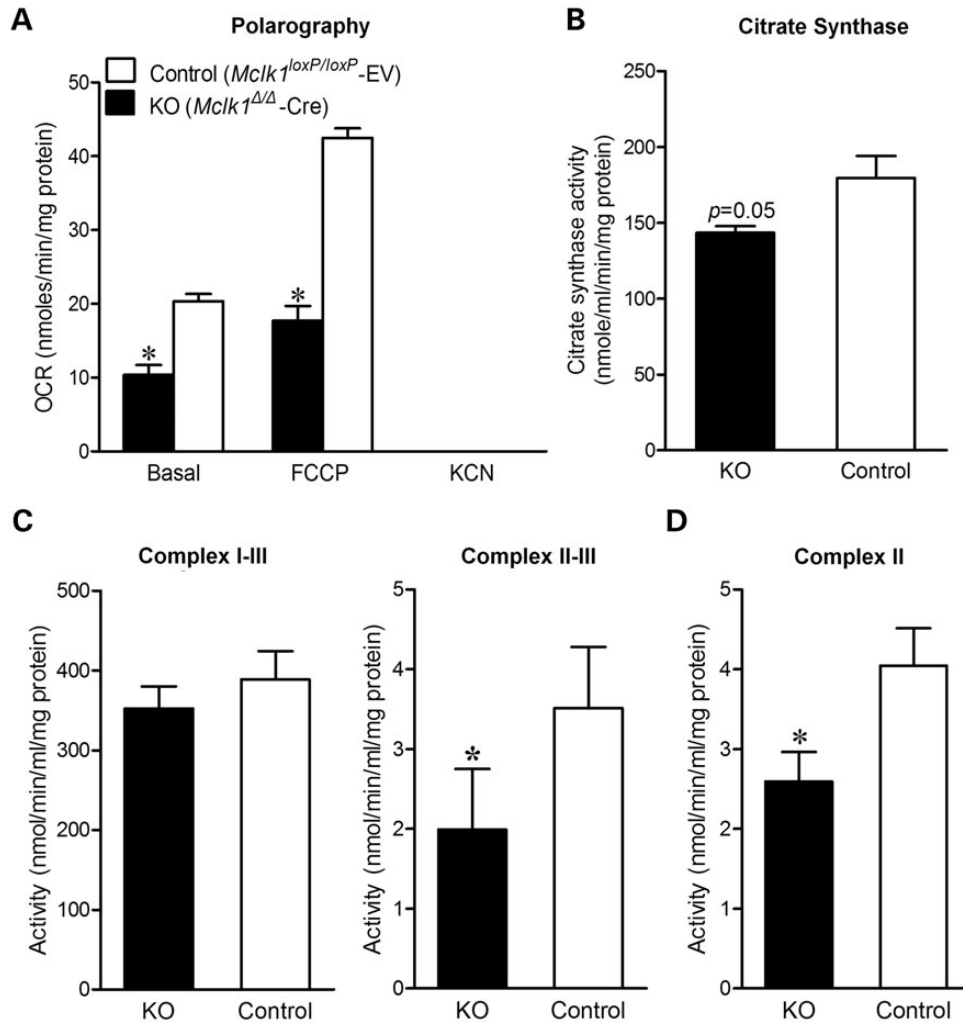 A
Polarography
Control (Mclk1^loxP/loxP-EV)
KO (Mclk1^Δ/Δ-Cre)
OCR (nmoles/min/mg protein)
50
40
30
20
10
0
*
*
Basal
FCCP
KCN
B
Citrate Synthase
Citrate synthase activity
(nmole/ml/min/mg protein)
250
200
150
100
50
0
p=0.05
KO
Control
C
Complex I-III
Activity (nmol/min/ml/mg protein)
500
400
300
200
100
0
KO
Control
Complex II-III
Activity (nmol/min/ml/mg protein)
5
4
3
2
1
0
*
KO
Control
D
Complex II
Activity (nmol/min/ml/mg protein)
5
4
3
2
1
0
*
KO
Control